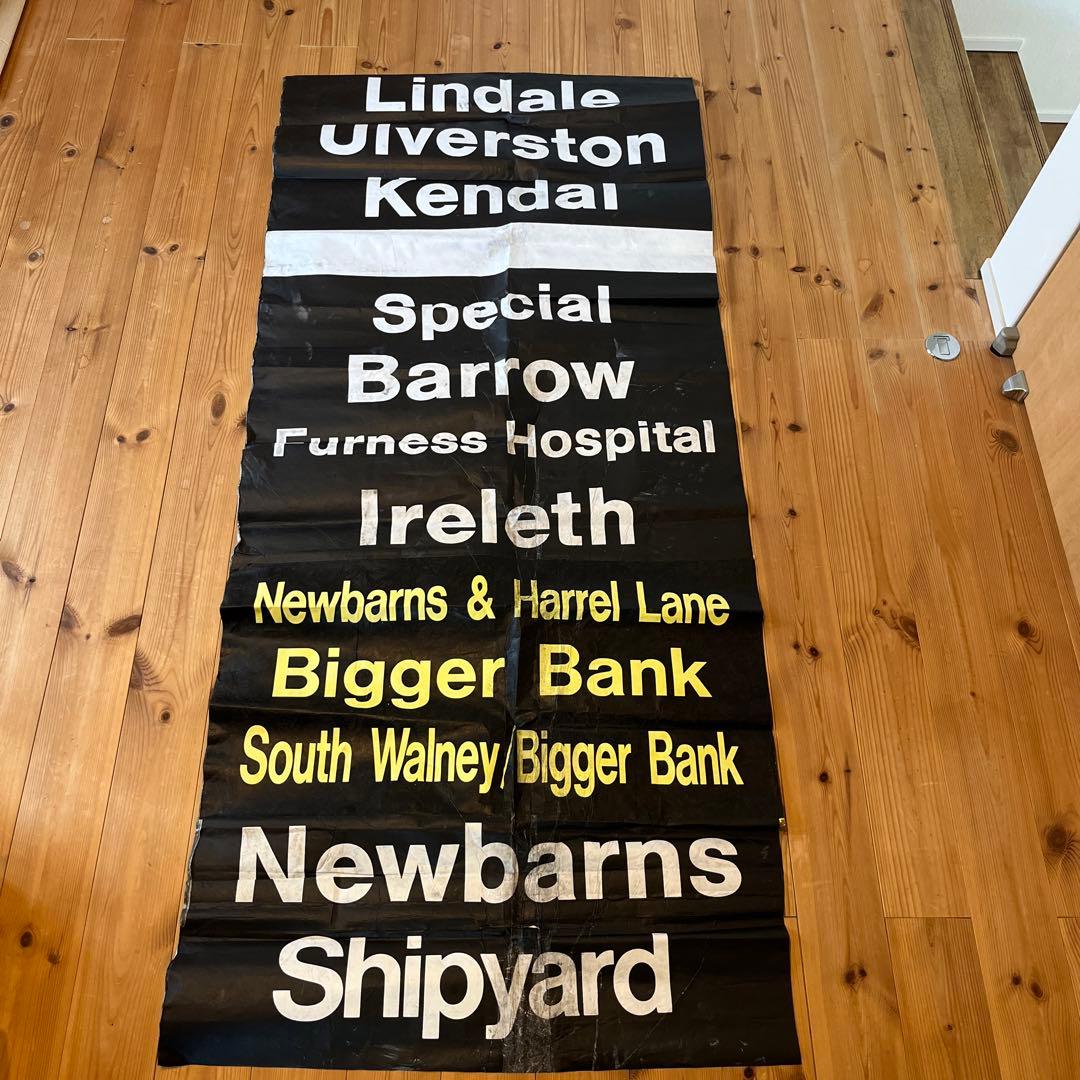 Lindale
Ulverston
Kendal
Special
Barrow
Furness Hospital
Ireleth
Newbarns & Harrel Lane
Bigger Bank
South Walney/Bigger Bank
Newbarns
Shipyard